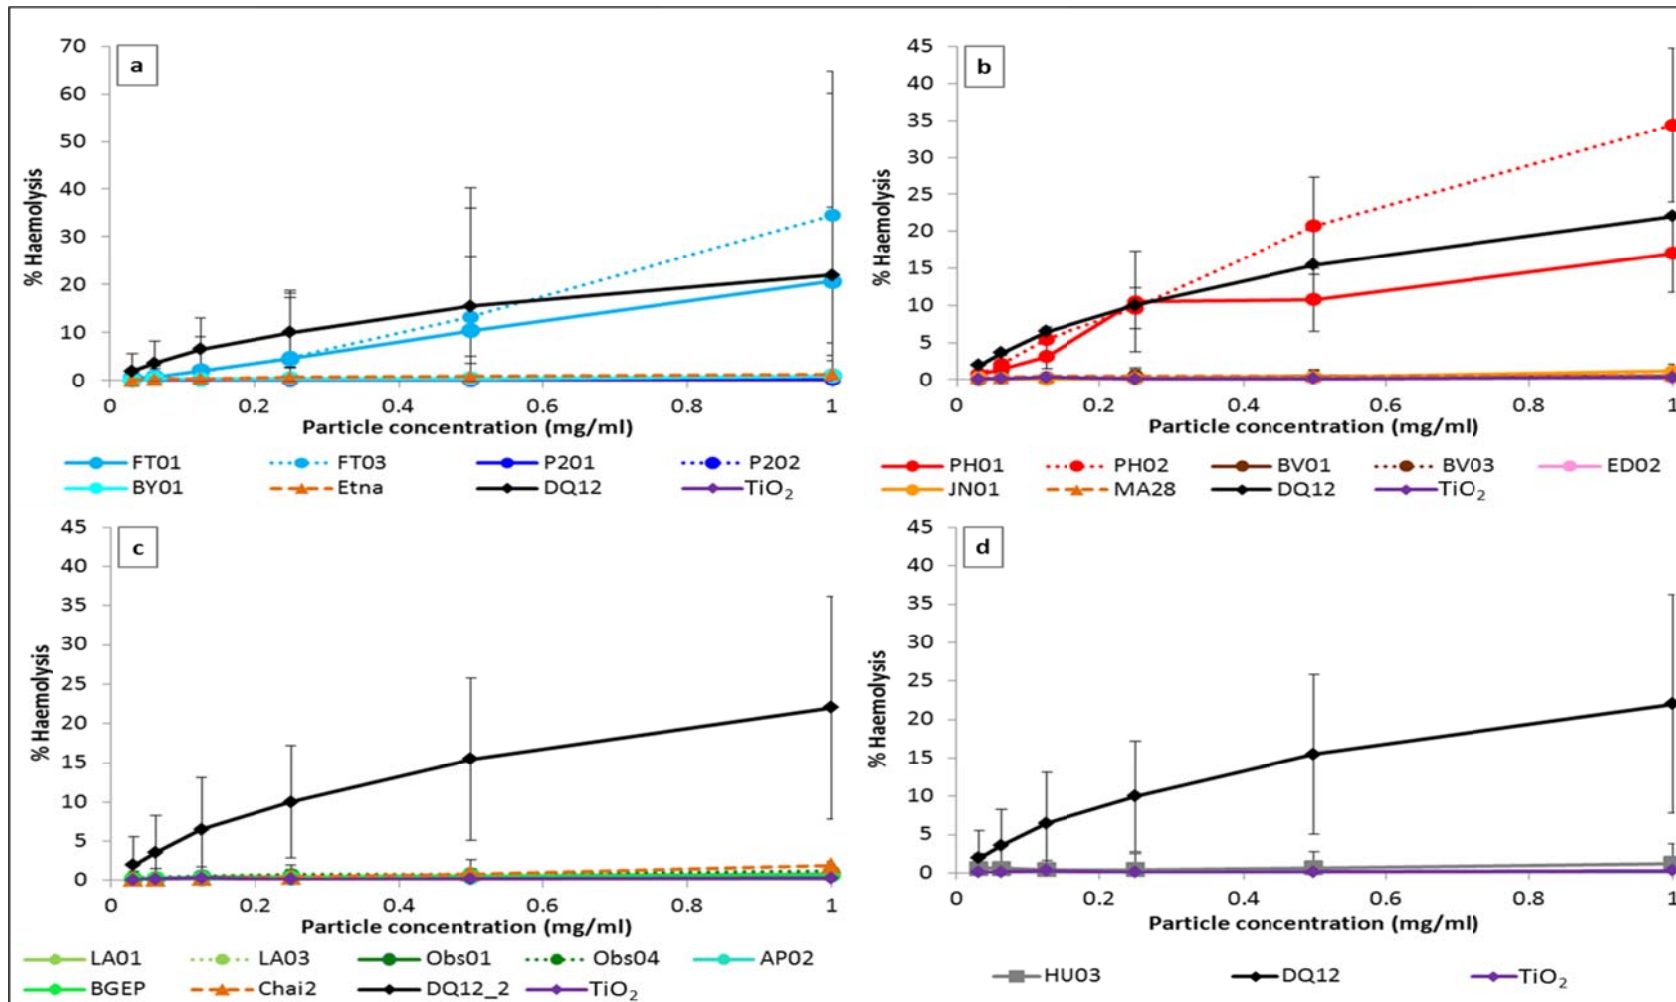 a
70
60
50
40
30
20
10
0
% Haemolysis
0 0.2 0.4 0.6 0.8 1
Particle concentration (mg/ml)
FT01 FT03 P201 P202
BY01 Etna DQ12 TiO₂
b
45
40
35
30
25
20
15
10
5
0
% Haemolysis
0 0.2 0.4 0.6 0.8 1
Particle concentration (mg/ml)
PH01 PH02 BV01 BV03 ED02
JN01 MA28 DQ12 TiO₂
c
45
40
35
30
25
20
15
10
5
0
% Haemolysis
0 0.2 0.4 0.6 0.8 1
Particle concentration (mg/ml)
LA01 LA03 Obs01 Obs04 AP02
BGEP Chai2 DQ12_2 TiO₂
d
45
40
35
30
25
20
15
10
5
0
% Haemolysis
0 0.2 0.4 0.6 0.8 1
Particle concentration (mg/ml)
HU03 DQ12 TiO₂